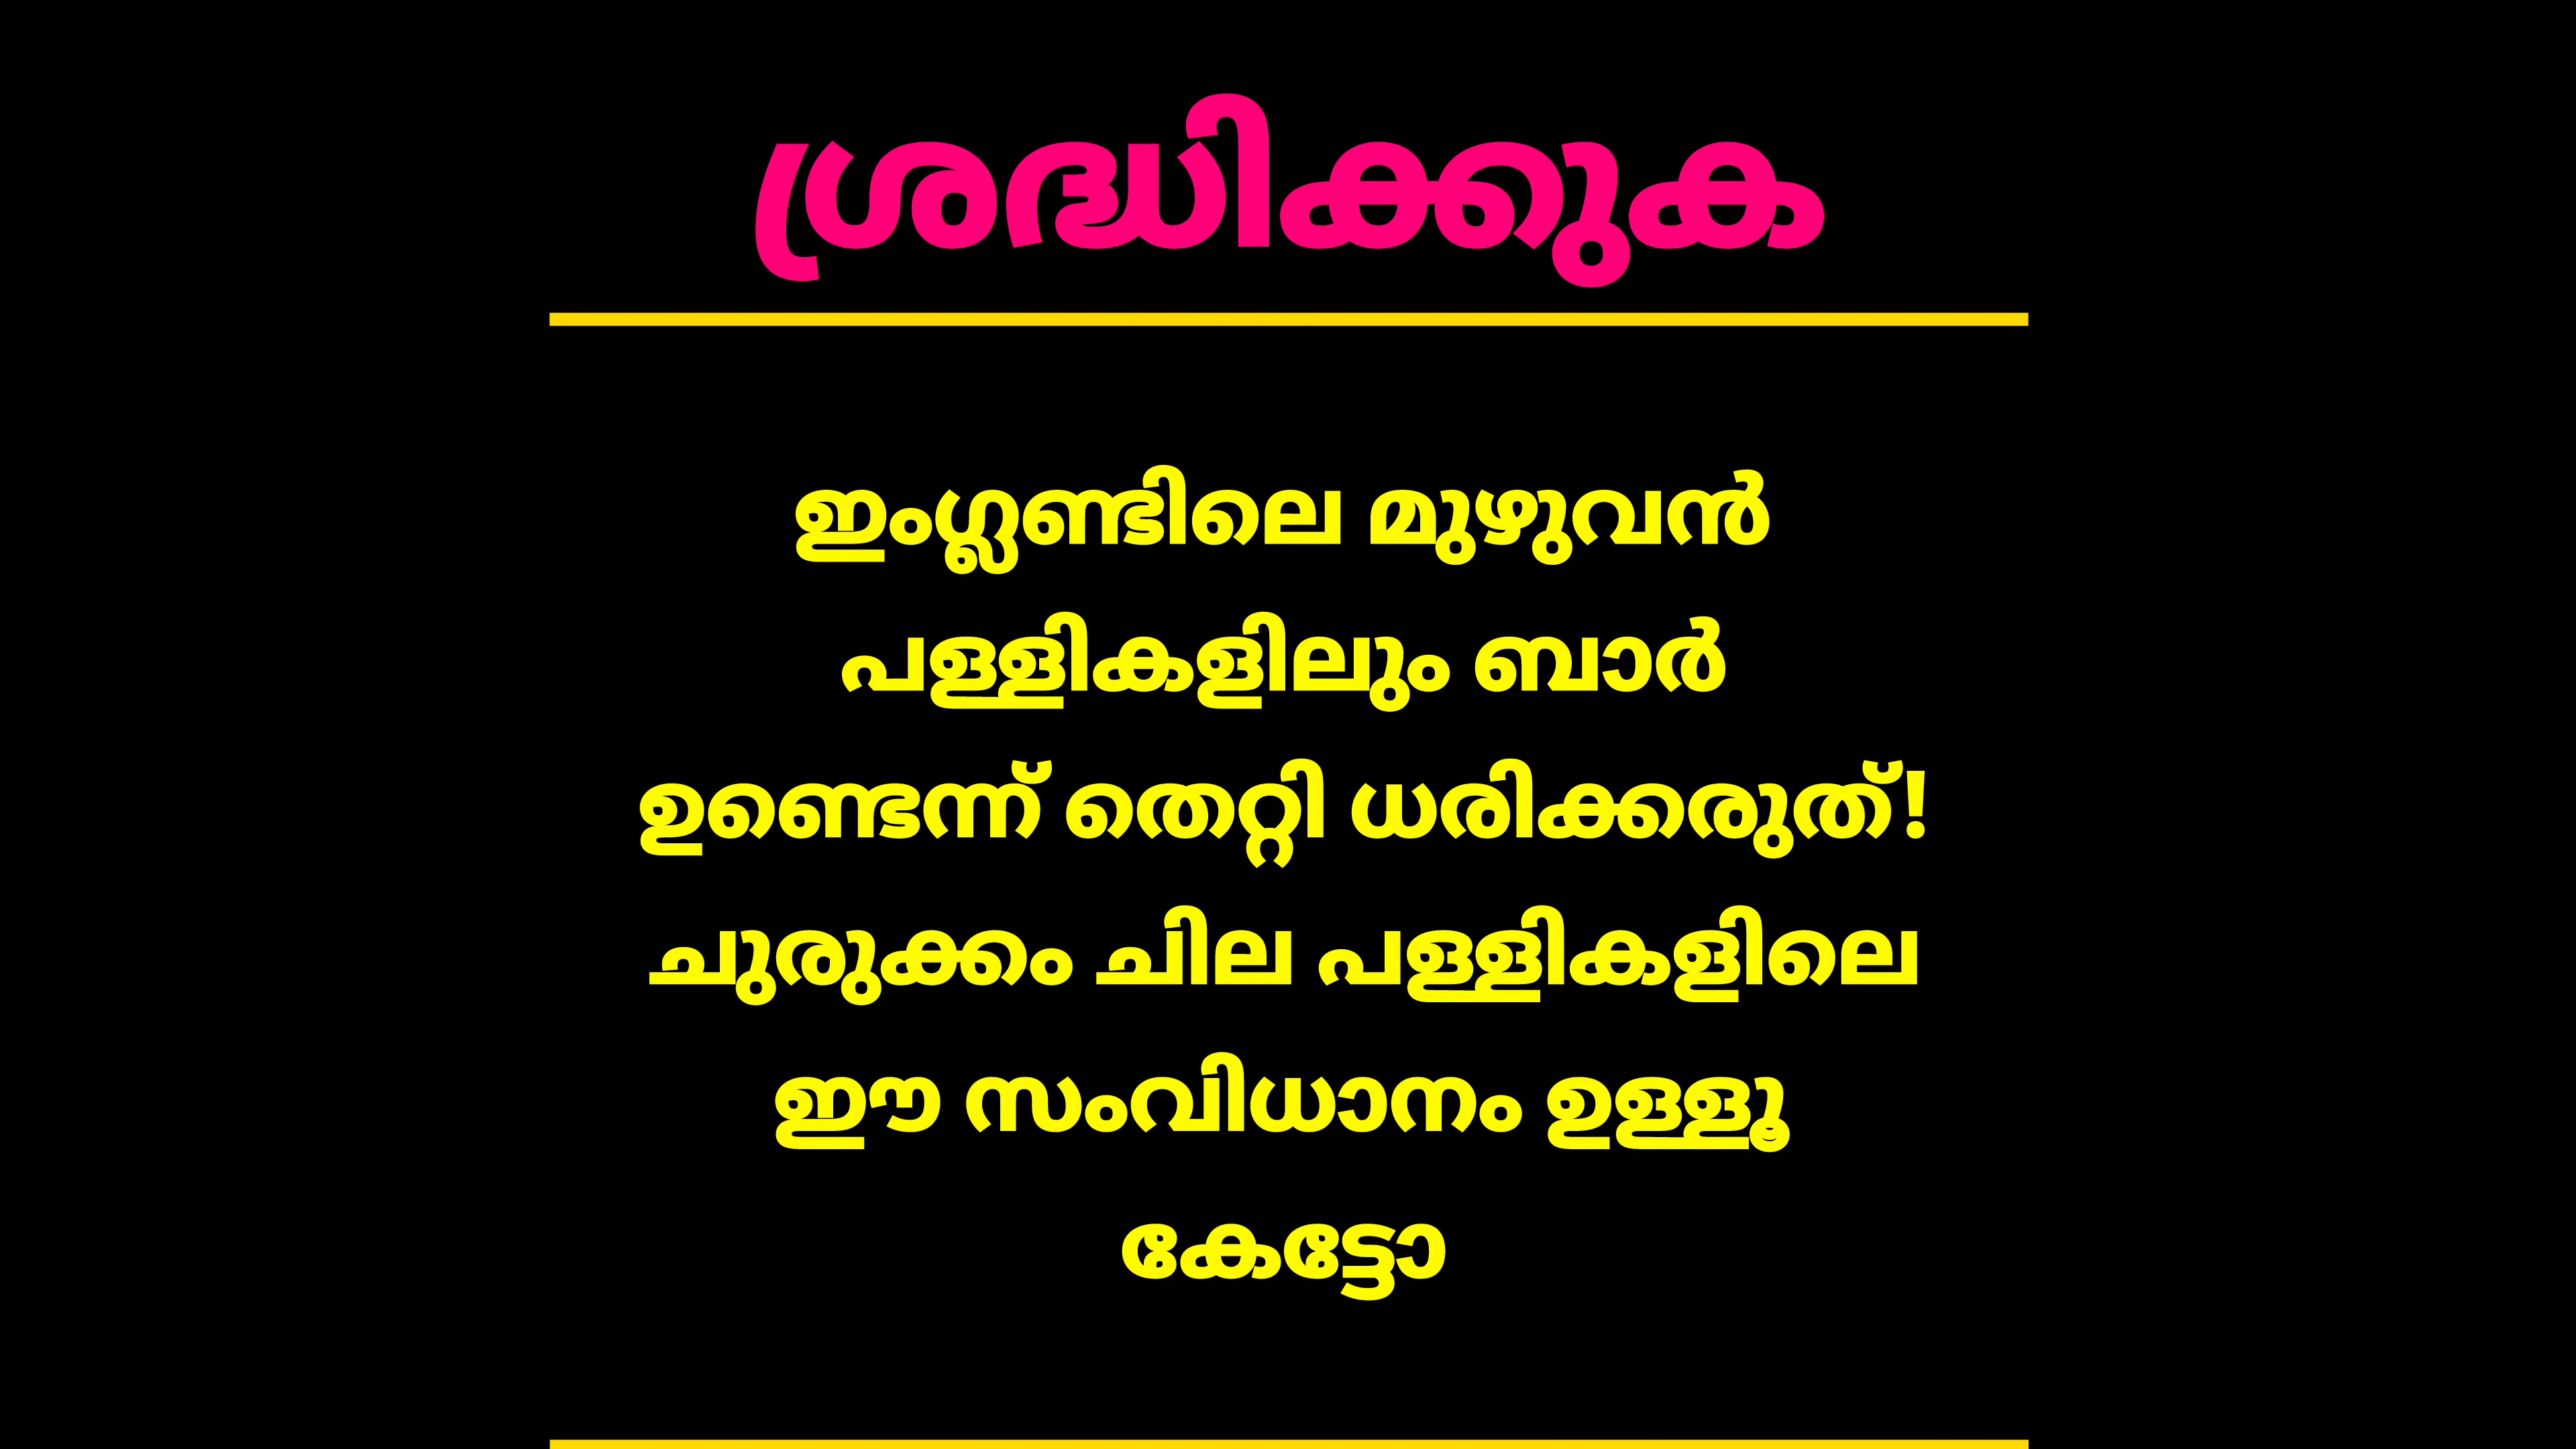 ശ്രദ്ധിക്കുക
ഇംഗ്ലണ്ടിലെ മുഴുവൻ
പള്ളികളിലും ബാർ
ഉണ്ടെന്ന് തെറ്റി ധരിക്കരുത്!
ചുരുക്കം ചില പള്ളികളിലെ
ഈ സംവിധാനം ഉള്ളൂ
കേട്ടോ